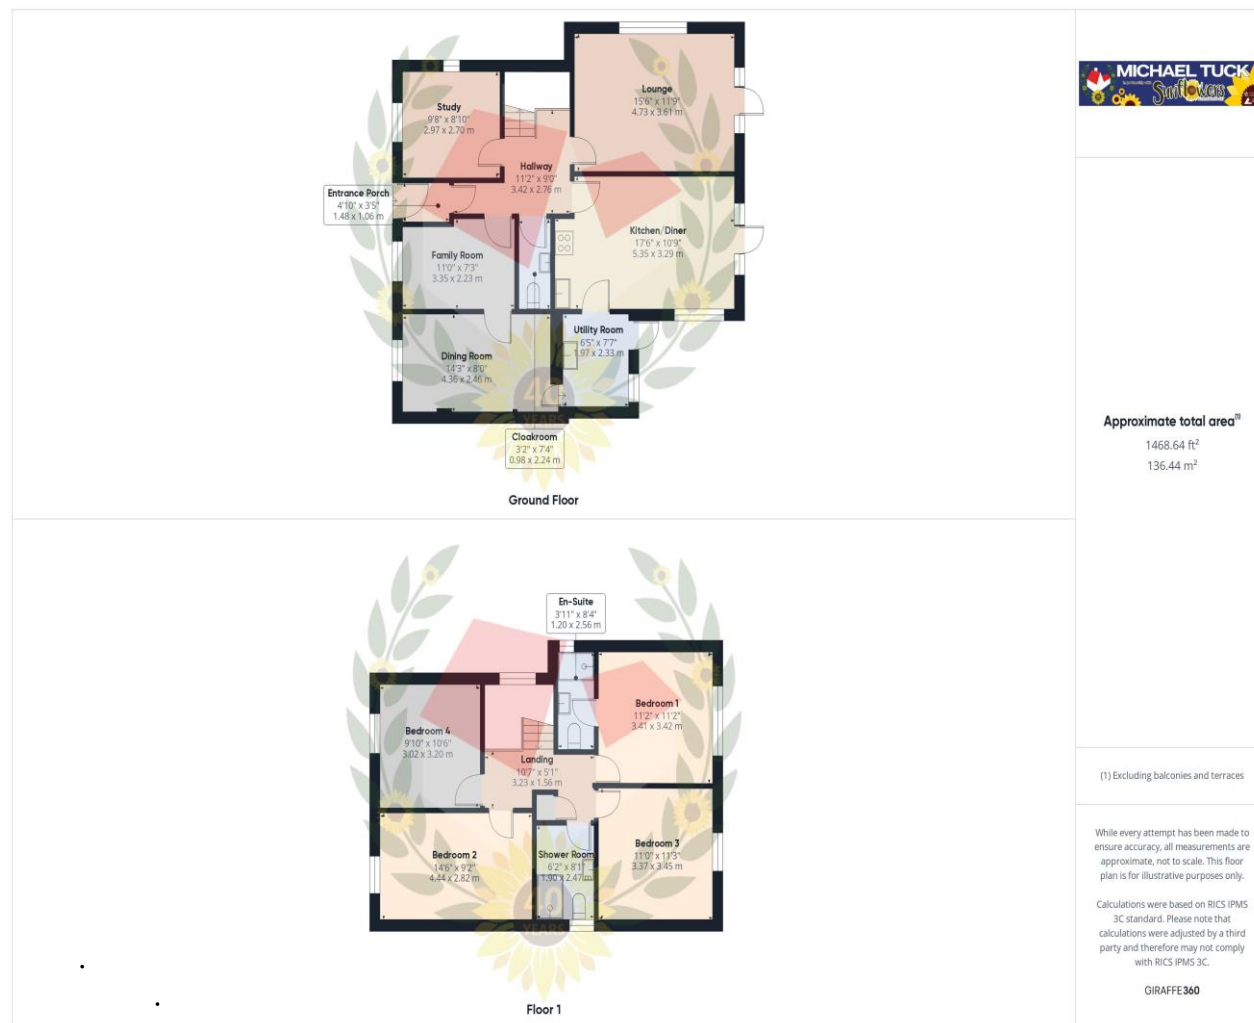 MICHAEL TUCK
Sunflowers
Lounge
15'6" x 11'9"
4.73 x 3.61 m
Study
9'8" x 8'10"
2.97 x 2.70 m
Hallway
11'2" x 9'0"
3.42 x 2.76 m
Entrance Porch
4'10" x 3'5"
1.48 x 1.06 m
Kitchen/Diner
17'6" x 10'9"
5.35 x 3.29 m
Family Room
11'0" x 7'3"
3.35 x 2.23 m
Utility Room
6'5" x 7'7"
1.97 x 2.33 m
Dining Room
14'3" x 8'0"
4.36 x 2.46 m
40
YEARS
Cloakroom
3'2" x 7'4"
0.98 x 2.24 m
Ground Floor
Approximate total area(1)
1468.64 ft²
136.44 m²
En-Suite
3'11" x 8'4"
1.20 x 2.56 m
Bedroom 1
11'2" x 11'2"
3.41 x 3.42 m
Bedroom 4
9'10" x 10'6"
3.02 x 3.20 m
Landing
10'7" x 5'1"
3.23 x 1.56 m
Bedroom 3
11'0" x 11'3"
3.37 x 3.45 m
Bedroom 2
14'6" x 9'2"
4.44 x 2.82 m
Shower Room
6'2" x 8'1"
1.90 x 2.47 m
40
YEARS
Floor 1
(1) Excluding balconies and terraces
While every attempt has been made to
ensure accuracy, all measurements are
approximate, not to scale. This floor
plan is for illustrative purposes only.
Calculations were based on RICS IPMS
3C standard. Please note that
calculations were adjusted by a third
party and therefore may not comply
with RICS IPMS 3C.
GIRAFFE360